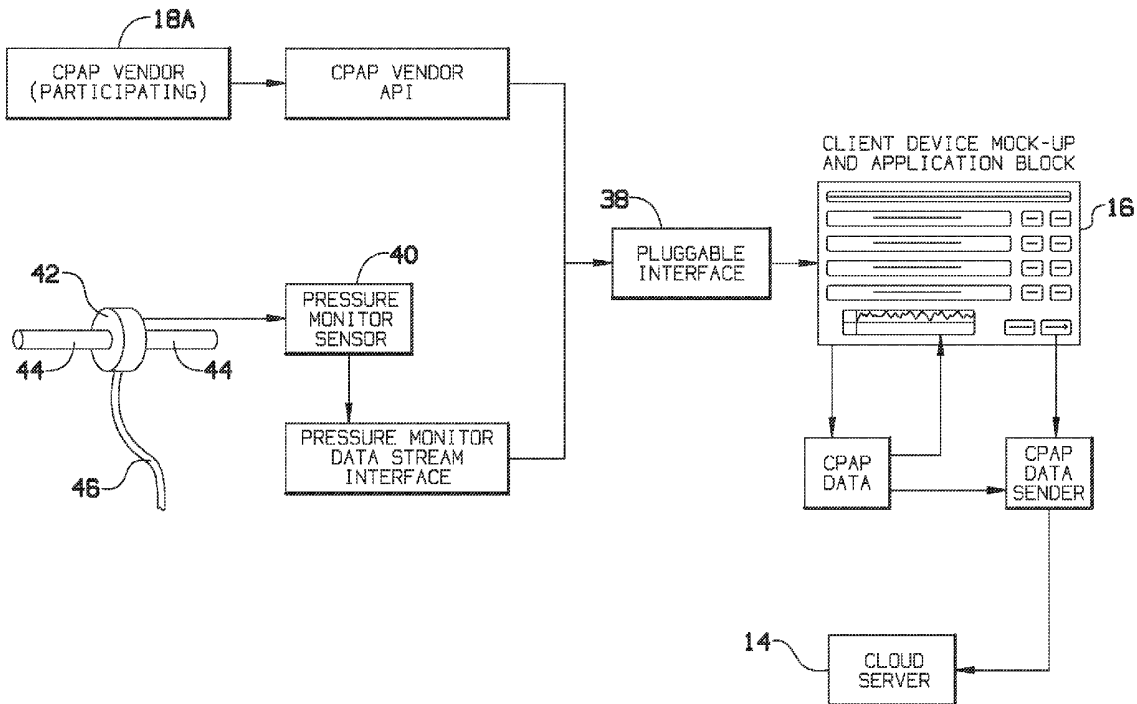 18A
CPAP VENDOR
(PARTICIPATING)
CPAP VENDOR
API
CLIENT DEVICE MOCK-UP
AND APPLICATION BLOCK
16
38
PLUGGABLE
INTERFACE
42
40
PRESSURE
MONITOR
SENSOR
44
44
PRESSURE MONITOR
DATA STREAM
INTERFACE
46
CPAP
DATA
CPAP
DATA
SENDER
14
CLOUD
SERVER